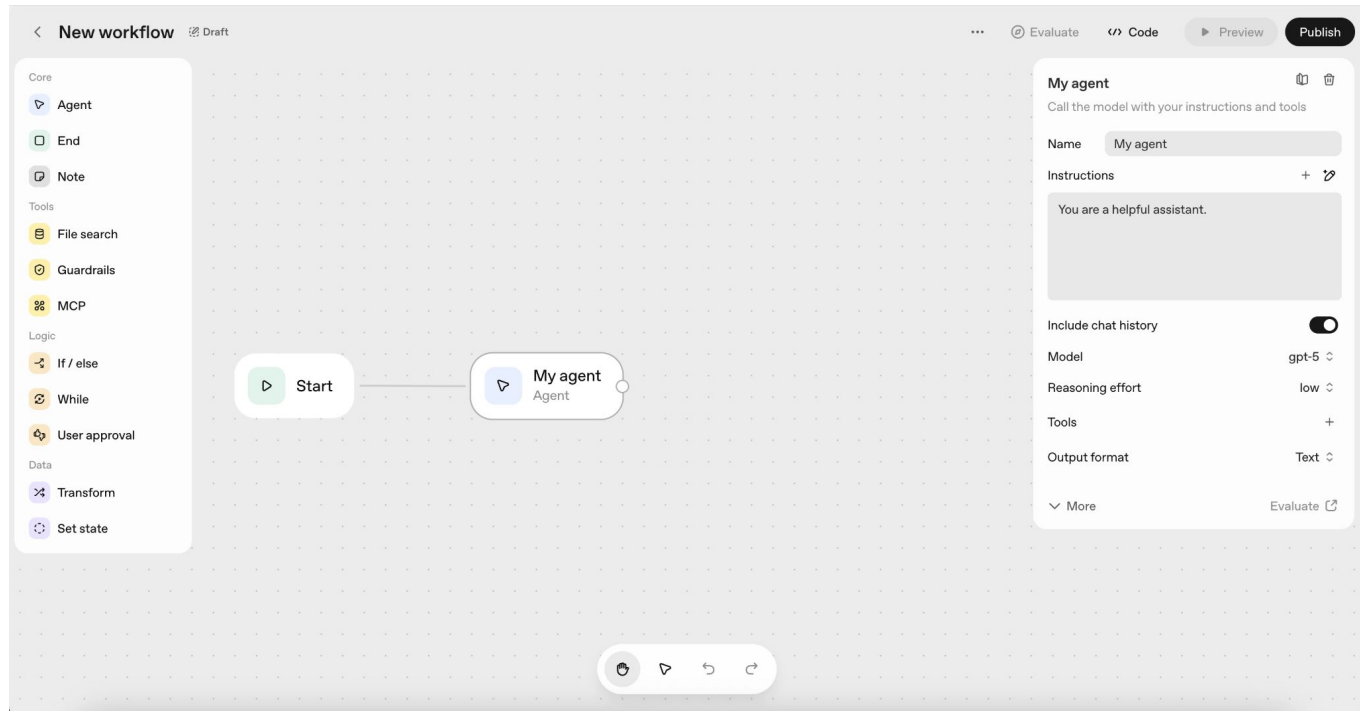 New workflow Draft
... Evaluate </> Code Preview Publish
Core
Agent
End
Note
Tools
File search
Guardrails
MCP
Logic
If / else
While
User approval
Data
Transform
Set state
Start
My agent
Agent
My agent
Call the model with your instructions and tools
Name My agent
Instructions
You are a helpful assistant.
Include chat history
Model gpt-5
Reasoning effort low
Tools
Output format Text
More Evaluate